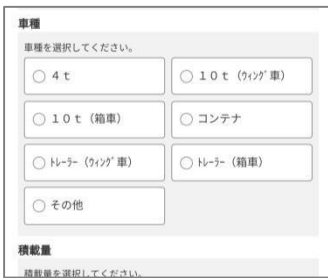 車種
車種を選択してください。
４ｔ
１０ｔ（ｳｨﾝｸﾞ車）
１０ｔ（箱車）
コンテナ
ﾄﾚｰﾗｰ（ｳｨﾝｸﾞ車）
ﾄﾚｰﾗｰ（箱車）
その他
積載量
積載量を選択してください。